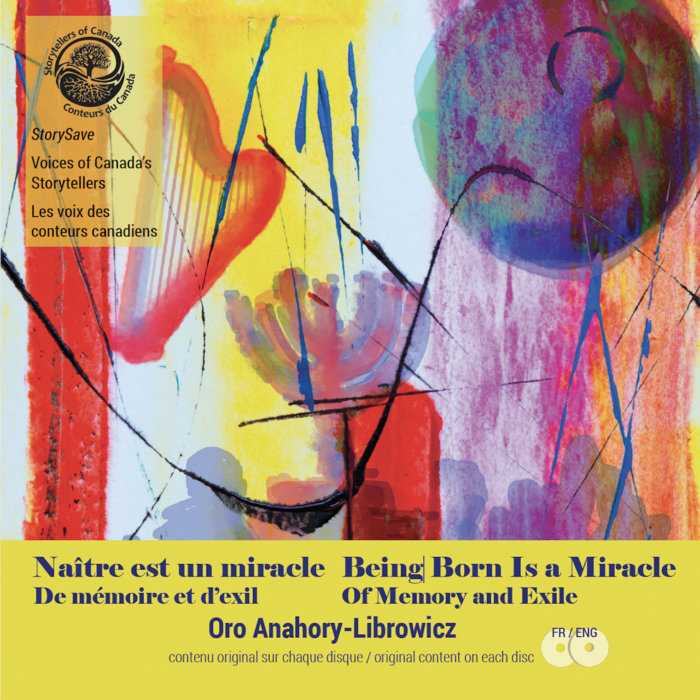 Storytellers of Canada
Conteurs du Canada
StorySave
Voices of Canada's
Storytellers
Les voix des
conteurs canadiens
Naître est un miracle
De mémoire et d'exil
Being Born Is a Miracle
Of Memory and Exile
Oro Anahory-Librowicz
contenu original sur chaque disque / original content on each disc
FR / ENG